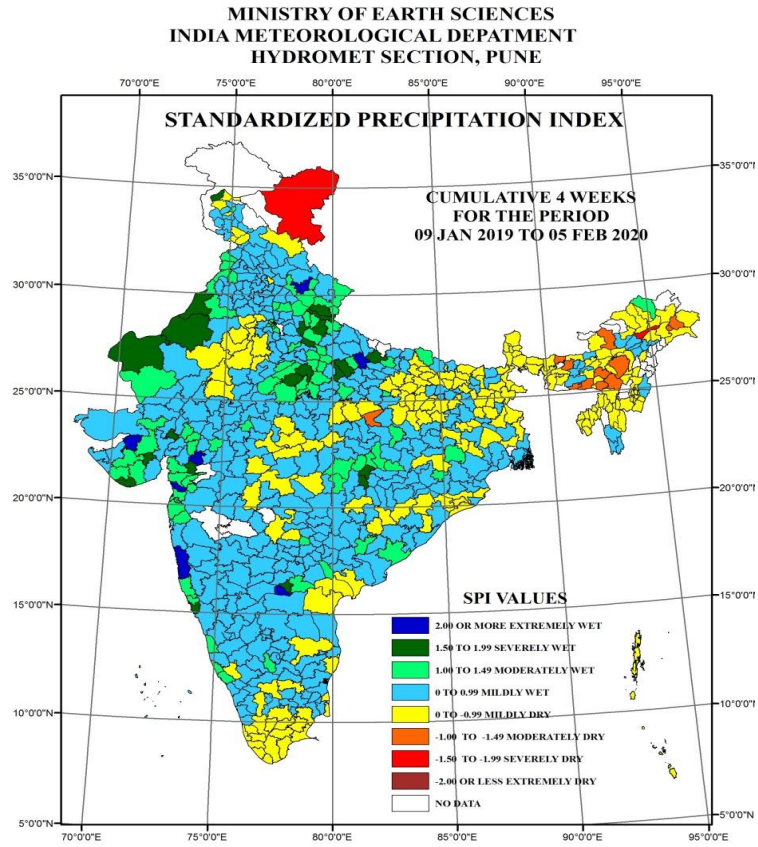 MINISTRY OF EARTH SCIENCES
INDIA METEOROLOGICAL DEPATMENT
HYDROMET SECTION, PUNE
70°0'0"E 75°0'0"E 80°0'0"E 85°0'0"E 90°0'0"E 95°0'0"E
STANDARDIZED PRECIPITATION INDEX
35°0'0"N 35°0'0"N
CUMULATIVE 4 WEEKS
FOR THE PERIOD
09 JAN 2019 TO 05 FEB 2020
30°0'0"N 30°0'0"N
25°0'0"N 25°0'0"N
20°0'0"N 20°0'0"N
15°0'0"N 15°0'0"N
SPI VALUES
2.00 OR MORE EXTREMELY WET
1.50 TO 1.99 SEVERELY WET
1.00 TO 1.49 MODERATELY WET
0 TO 0.99 MILDLY WET
10°0'0"N 10°0'0"N
0 TO -0.99 MILDLY DRY
-1.00 TO -1.49 MODERATELY DRY
-1.50 TO -1.99 SEVERELY DRY
-2.00 OR LESS EXTREMELY DRY
NO DATA
5°0'0"N 5°0'0"N
70°0'0"E 75°0'0"E 80°0'0"E 85°0'0"E 90°0'0"E 95°0'0"E